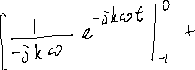 [ 1/(-jkω) e^{-jkωt} |_{-1}^{0} +